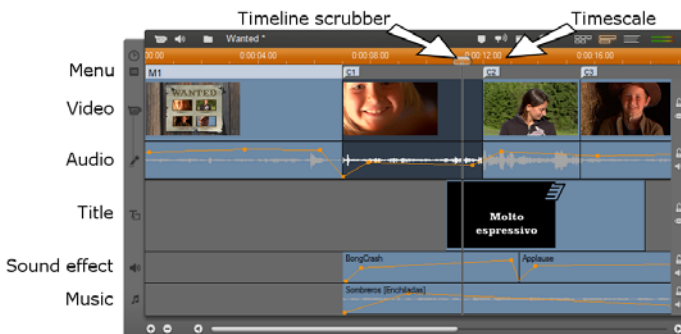 Timeline scrubber
Timescale
Wanted *
00.00 0:00:04.00 0:00:08.00 0:00:12.00 0:00:16.00
Menu
M1 C1 C2 C3
Video
WANTED
Audio
Title
Molto
espressivo
Sound effect
BongCrash Applause
Music
Sombreros [Enchiladas]